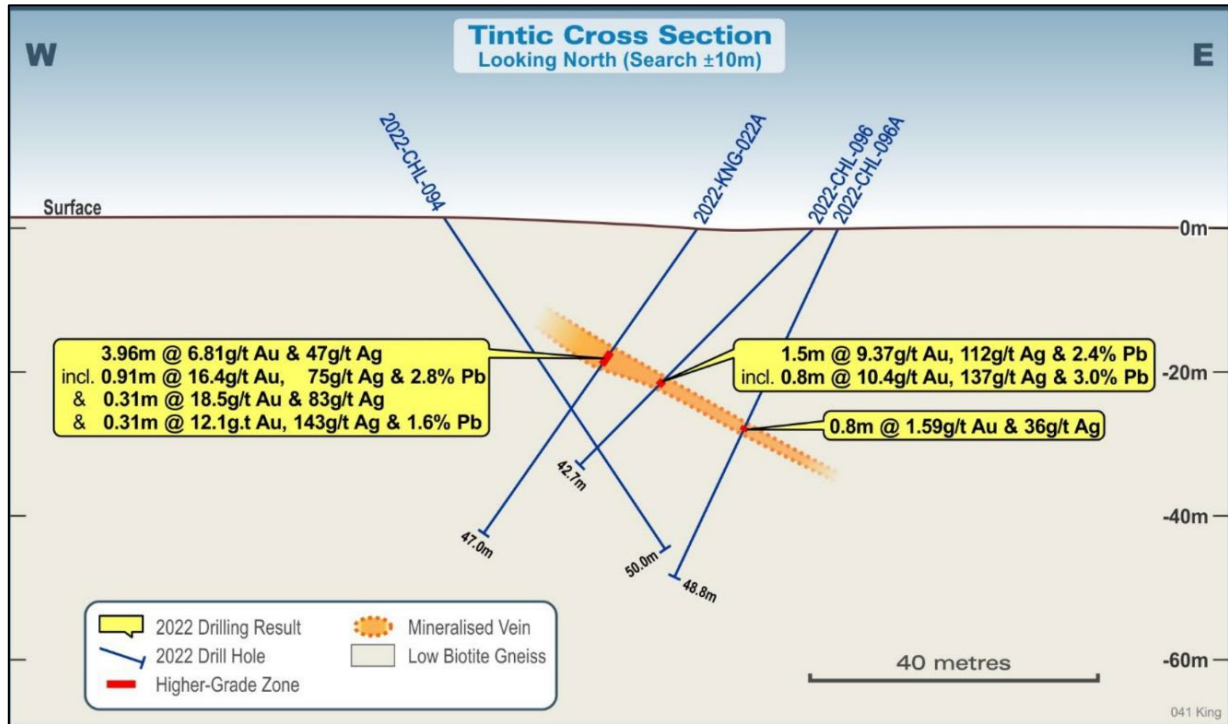 Tintic Cross Section
Looking North (Search ±10m)
W
E
2022-CHL-094
2022-KNG-022A
2022-CHL-096
2022-CHL-096A
Surface
0m
3.96m @ 6.81g/t Au & 47g/t Ag
incl. 0.91m @ 16.4g/t Au, 75g/t Ag & 2.8% Pb
& 0.31m @ 18.5g/t Au & 83g/t Ag
& 0.31m @ 12.1g.t Au, 143g/t Ag & 1.6% Pb
1.5m @ 9.37g/t Au, 112g/t Ag & 2.4% Pb
incl. 0.8m @ 10.4g/t Au, 137g/t Ag & 3.0% Pb
-20m
0.8m @ 1.59g/t Au & 36g/t Ag
42.7m
47.0m
50.0m
48.8m
-40m
2022 Drilling Result
2022 Drill Hole
Higher-Grade Zone
Mineralised Vein
Low Biotite Gneiss
40 metres
-60m
041 King